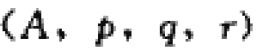 (A, p, q, r)